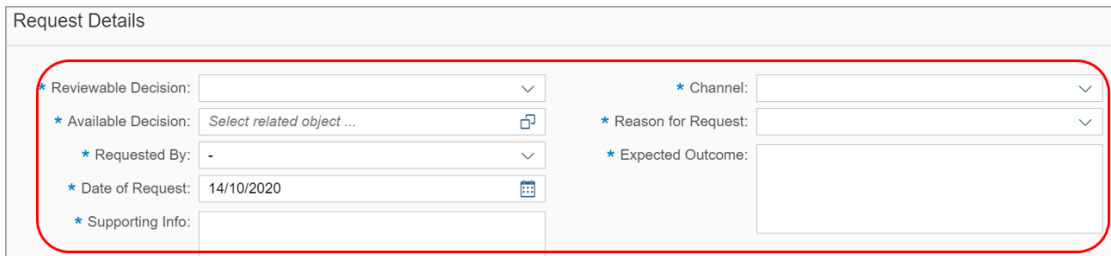 Request Details
* Reviewable Decision:
* Available Decision: Select related object ...
* Requested By: -
* Date of Request: 14/10/2020
* Supporting Info:
* Channel:
* Reason for Request:
* Expected Outcome: